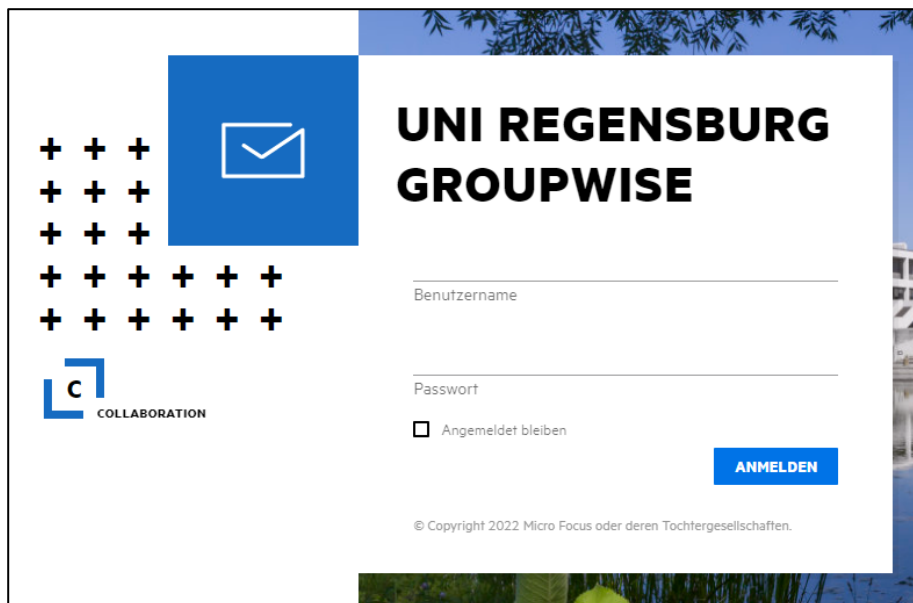 UNI REGENSBURG
GROUPWISE
Benutzername
Passwort
C
COLLABORATION
Angemeldet bleiben
ANMELDEN
© Copyright 2022 Micro Focus oder deren Tochtergesellschaften.